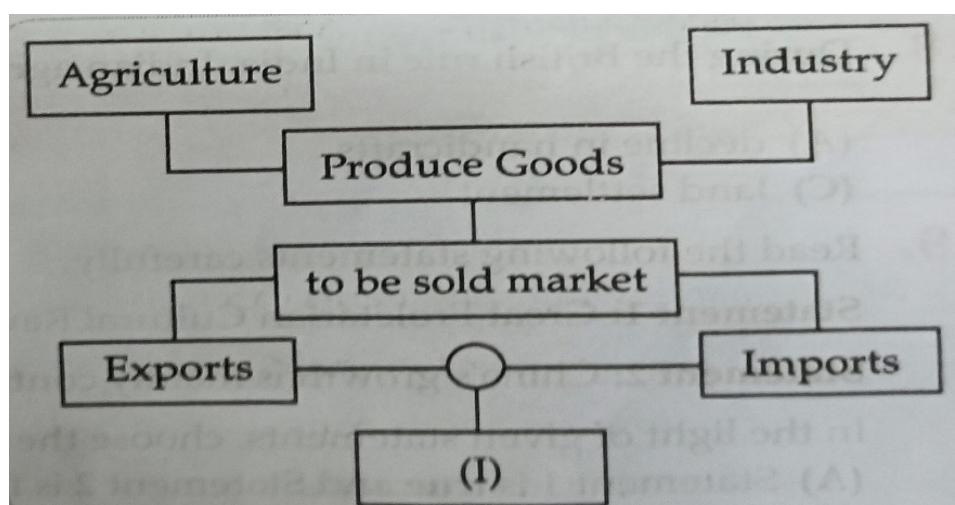 Agriculture
Industry
Produce Goods
to be sold market
Exports
Imports
(I)